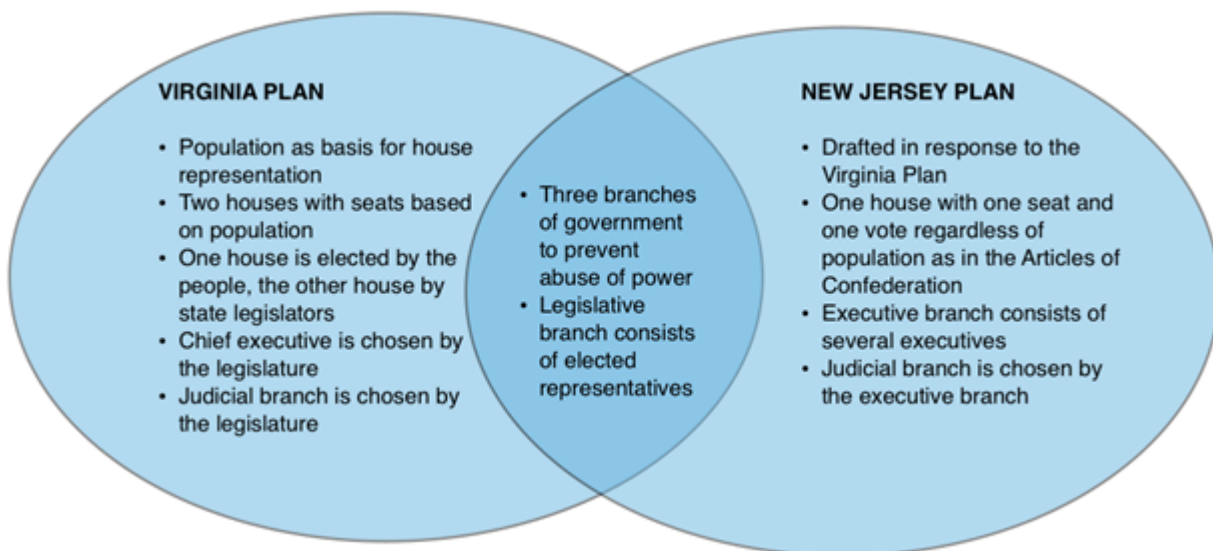 VIRGINIA PLAN
• Population as basis for house
representation
• Two houses with seats based
on population
• One house is elected by the
people, the other house by
state legislators
• Chief executive is chosen by
the legislature
• Judicial branch is chosen by
the legislature
• Three branches
of government
to prevent
abuse of power
• Legislative
branch consists
of elected
representatives
NEW JERSEY PLAN
• Drafted in response to the
Virginia Plan
• One house with one seat and
one vote regardless of
population as in the Articles of
Confederation
• Executive branch consists of
several executives
• Judicial branch is chosen by
the executive branch